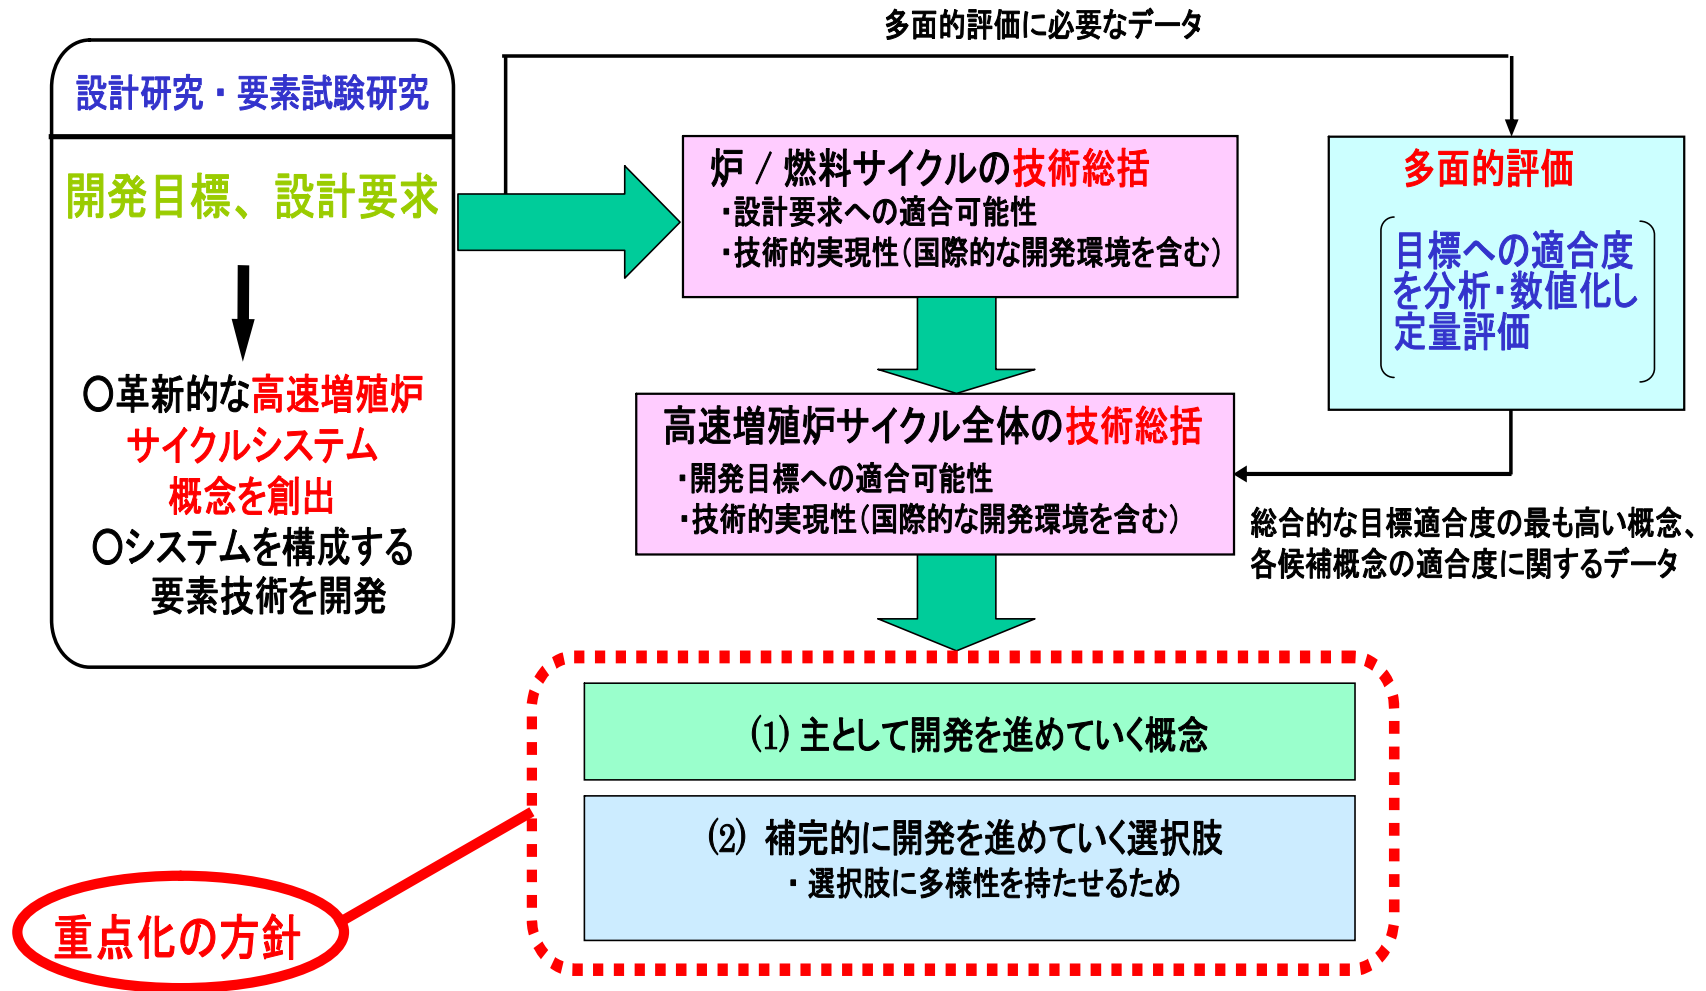 多面的評価に必要なデータ
設計研究・要素試験研究
開発目標、設計要求
〇革新的な高速増殖炉
サイクルシステム
概念を創出
〇システムを構成する
要素技術を開発
炉 / 燃料サイクルの技術総括
・設計要求への適合可能性
・技術的実現性(国際的な開発環境を含む)
多面的評価
目標への適合度
を分析・数値化し
定量評価
高速増殖炉サイクル全体の技術総括
・開発目標への適合可能性
・技術的実現性(国際的な開発環境を含む)
総合的な目標適合度の最も高い概念、
各候補概念の適合度に関するデータ
(1) 主として開発を進めていく概念
(2) 補完的に開発を進めていく選択肢
・ 選択肢に多様性を持たせるため
重点化の方針